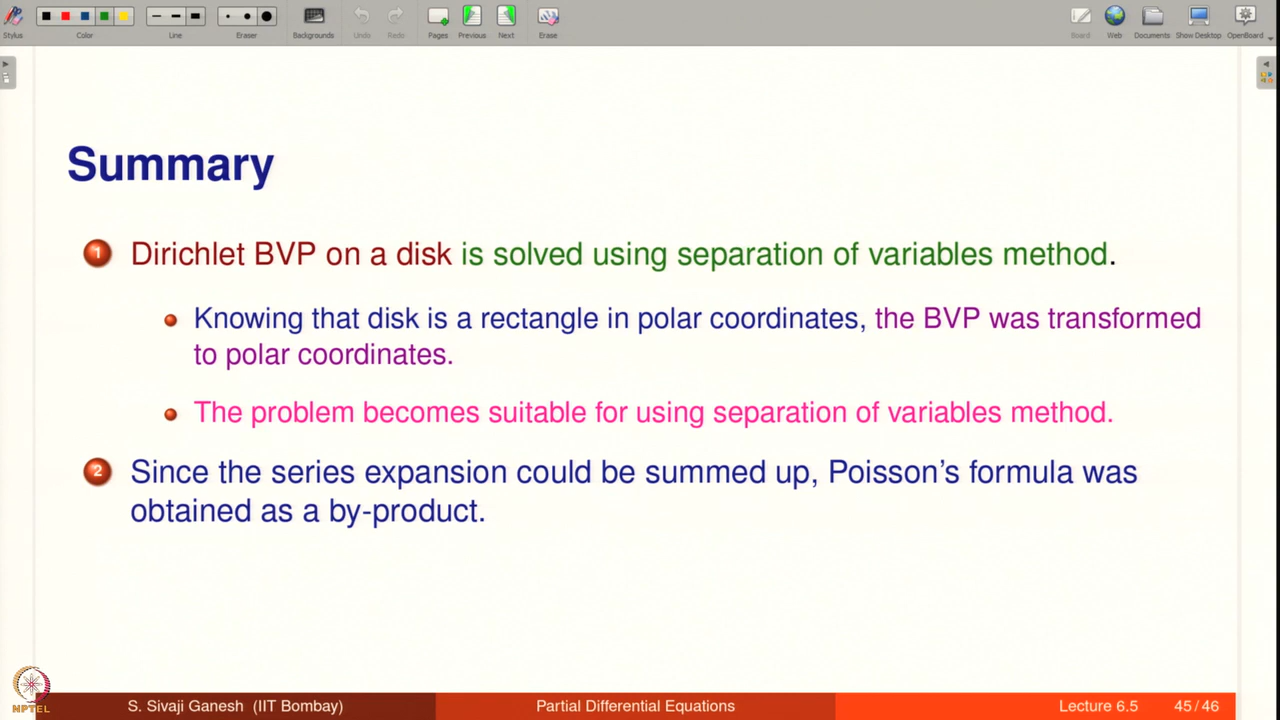 Stylus Color Line Eraser Backgrounds Undo Redo Pages Previous Next Erase Board Web Documents Show Desktop OpenBoard
Summary
1 Dirichlet BVP on a disk is solved using separation of variables method.
Knowing that disk is a rectangle in polar coordinates, the BVP was transformed
to polar coordinates.
The problem becomes suitable for using separation of variables method.
2 Since the series expansion could be summed up, Poisson's formula was
obtained as a by-product.
NPTEL
S. Sivaji Ganesh (IIT Bombay) Partial Differential Equations Lecture 6.5 45 / 46